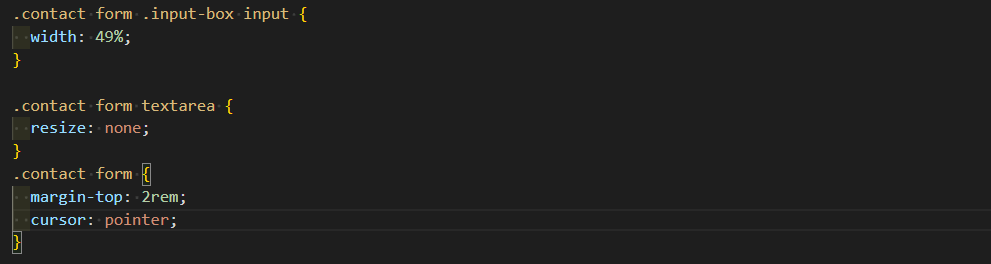 .contact form .input-box input {
  width: 49%;
}

.contact form textarea {
  resize: none;
}
.contact form {
  margin-top: 2rem;
  cursor: pointer;
}